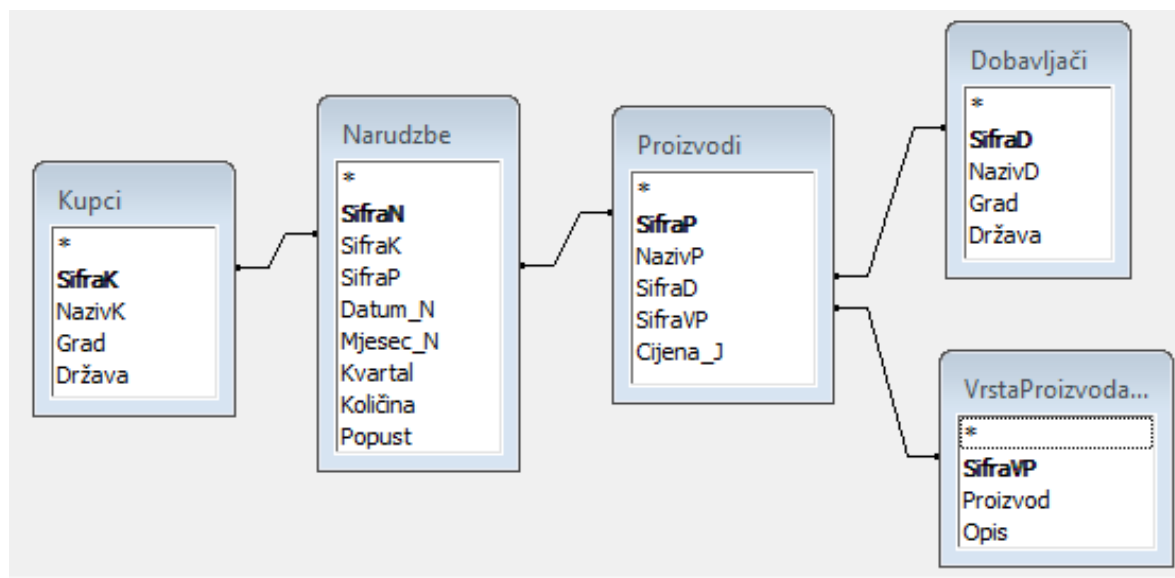 Kupci
*
SifraK
NazivK
Grad
Država
Narudzbe
*
SifraN
SifraK
SifraP
Datum_N
Mjesec_N
Kvartal
Količina
Popust
Proizvodi
*
SifraP
NazivP
SifraD
SifraVP
Cijena_J
Dobavljači
*
SifraD
NazivD
Grad
Država
VrstaProizvoda...
*
SifraVP
Proizvod
Opis